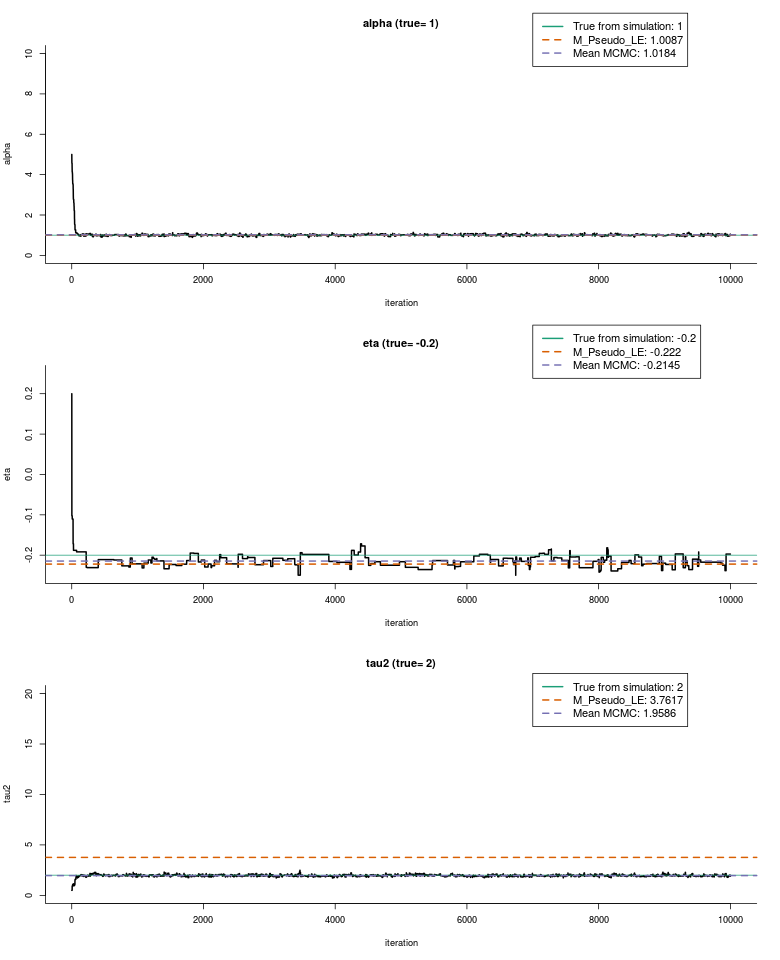 alpha (true= 1)
True from simulation: 1
M_Pseudo_LE: 1.0087
Mean MCMC: 1.0184
10
8
6
4
2
0
alpha
0 2000 4000 6000 8000 10000
iteration
eta (true= -0.2)
True from simulation: -0.2
M_Pseudo_LE: -0.222
Mean MCMC: -0.2145
0.2
0.1
0.0
-0.1
-0.2
eta
0 2000 4000 6000 8000 10000
iteration
tau2 (true= 2)
True from simulation: 2
M_Pseudo_LE: 3.7617
Mean MCMC: 1.9586
20
15
10
5
0
tau2
0 2000 4000 6000 8000 10000
iteration